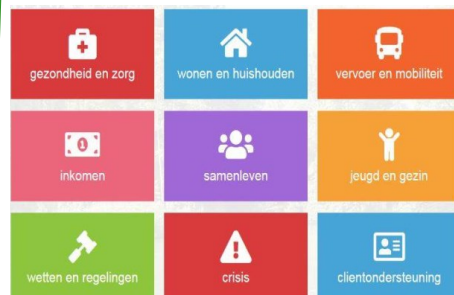 gezondheid en zorg
wonen en huishouden
vervoer en mobiliteit
inkomen
samenleven
jeugd en gezin
wetten en regelingen
crisis
clientondersteuning